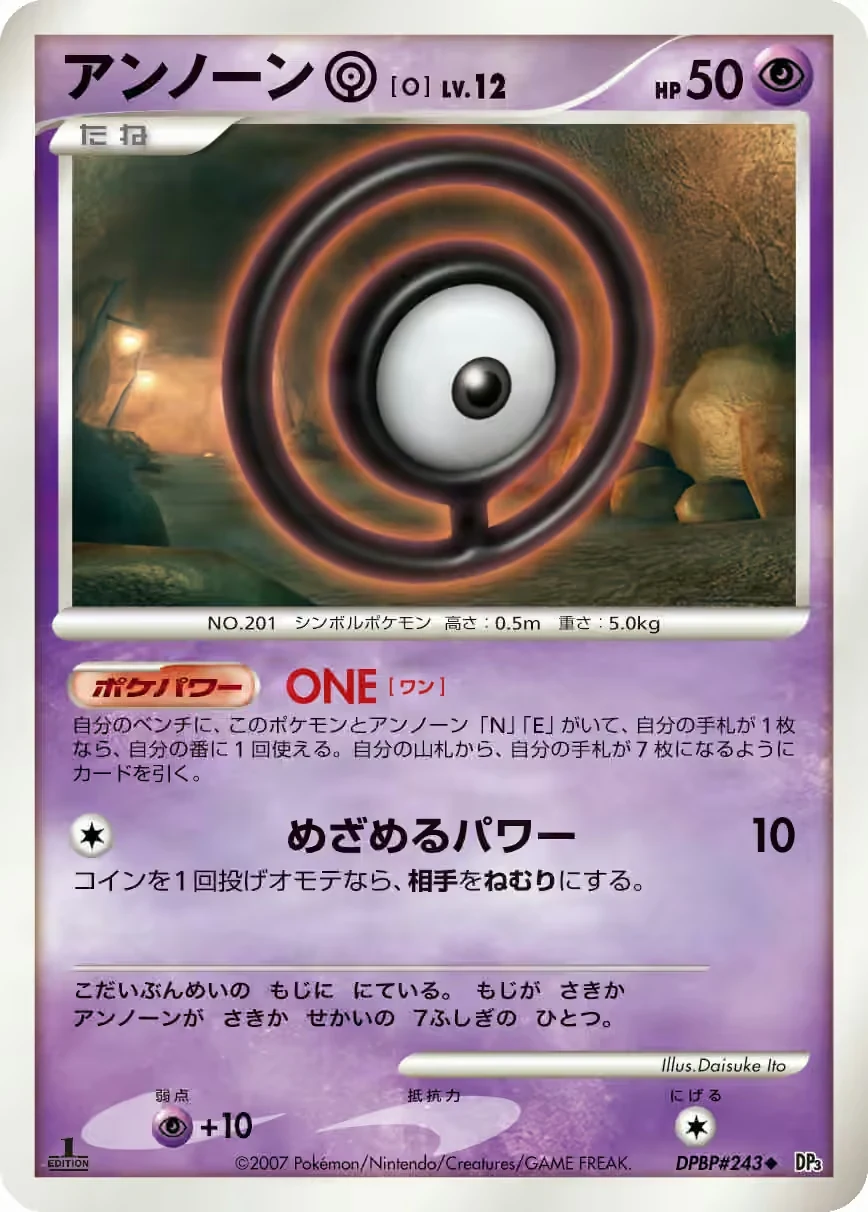 アンノーン [O] LV.12 HP 50
たね
NO.201 シンボルポケモン 高さ：0.5m 重さ：5.0kg
ポケパワー ONE [ワン]
自分のベンチに、このポケモンとアンノーン「N」「E」がいて、自分の手札が1枚
なら、自分の番に1回使える。自分の山札から、自分の手札が7枚になるように
カードを引く。
めざめるパワー 10
コインを1回投げオモテなら、相手をねむりにする。
こだいぶんめいの もじに にている。 もじが さきか
アンノーンが さきか せかいの 7ふしぎの ひとつ。
Illus.Daisuke Ito
弱点 抵抗力 にげる
+10
1 EDITION ©2007 Pokémon/Nintendo/Creatures/GAME FREAK. DPBP#243◆ DP3